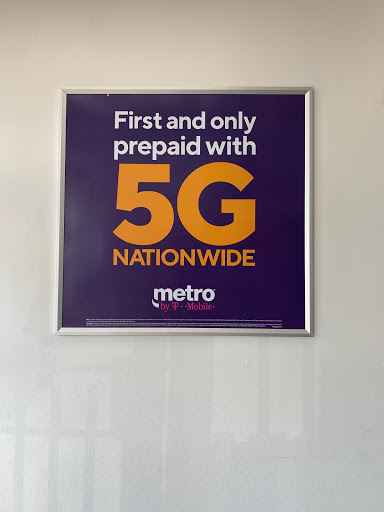 First and only
prepaid with
5G
NATIONWIDE
metro
by T Mobile